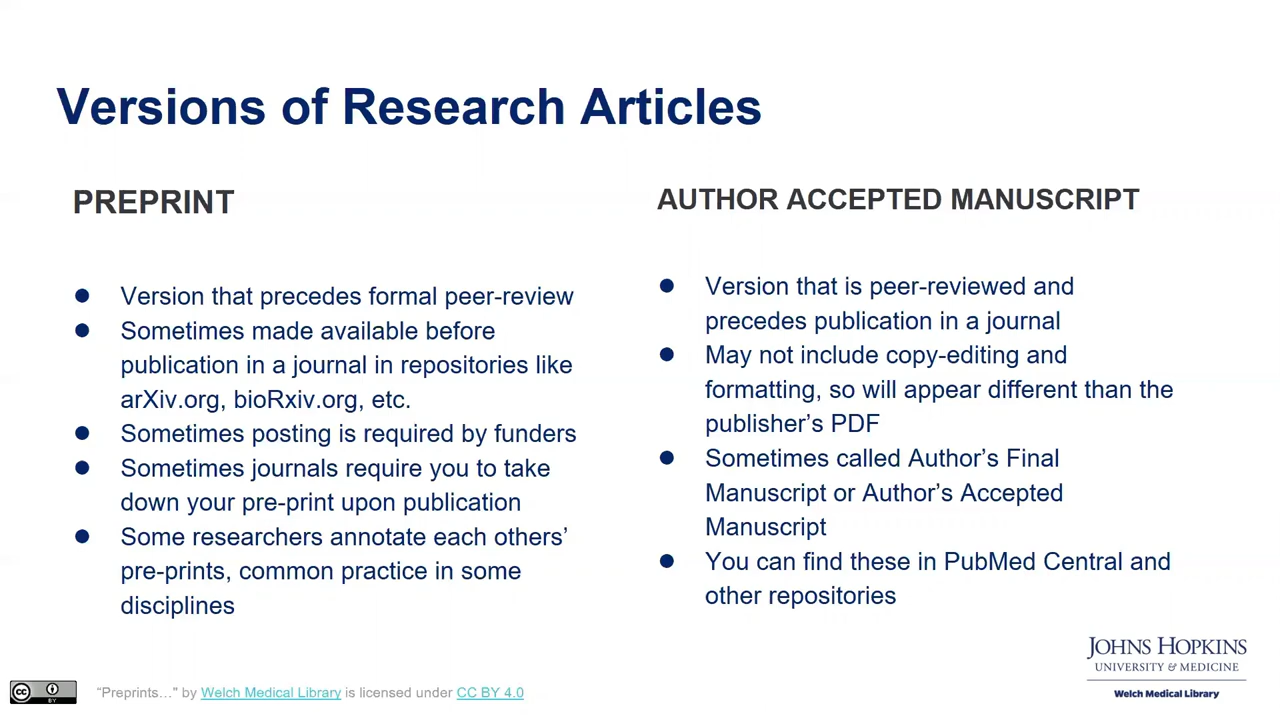 Versions of Research Articles
PREPRINT
● Version that precedes formal peer-review
● Sometimes made available before
publication in a journal in repositories like
arXiv.org, bioRxiv.org, etc.
● Sometimes posting is required by funders
● Sometimes journals require you to take
down your pre-print upon publication
● Some researchers annotate each others’
pre-prints, common practice in some
disciplines
AUTHOR ACCEPTED MANUSCRIPT
● Version that is peer-reviewed and
precedes publication in a journal
● May not include copy-editing and
formatting, so will appear different than the
publisher’s PDF
● Sometimes called Author’s Final
Manuscript or Author’s Accepted
Manuscript
● You can find these in PubMed Central and
other repositories
JOHNS HOPKINS
UNIVERSITY & MEDICINE
Welch Medical Library
cc BY
“Preprints…" by Welch Medical Library is licensed under CC BY 4.0